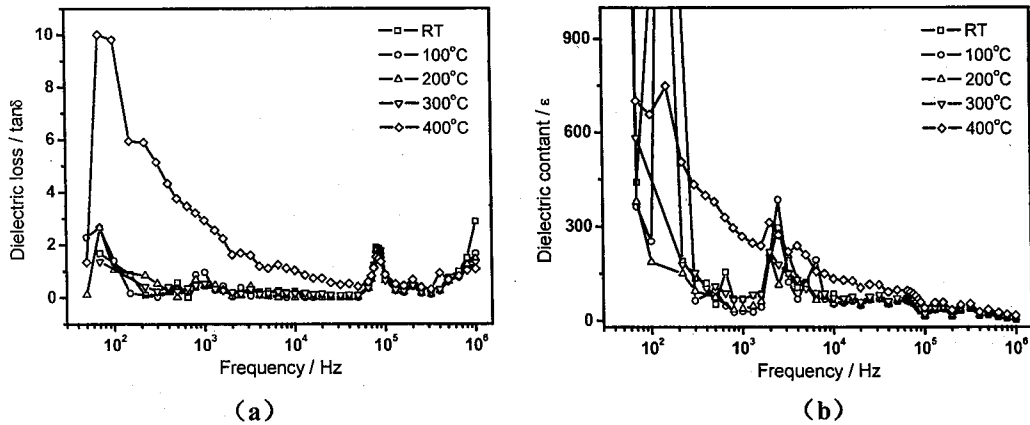 10
8
6
4
2
0
Dielectric loss / tanδ
RT
100°C
200°C
300°C
400°C
10² 10³ 10⁴ 10⁵ 10⁶
Frequency / Hz
(a)
900
600
300
0
Dielectric contant / ε
RT
100°C
200°C
300°C
400°C
10² 10³ 10⁴ 10⁵ 10⁶
Frequency / Hz
(b)